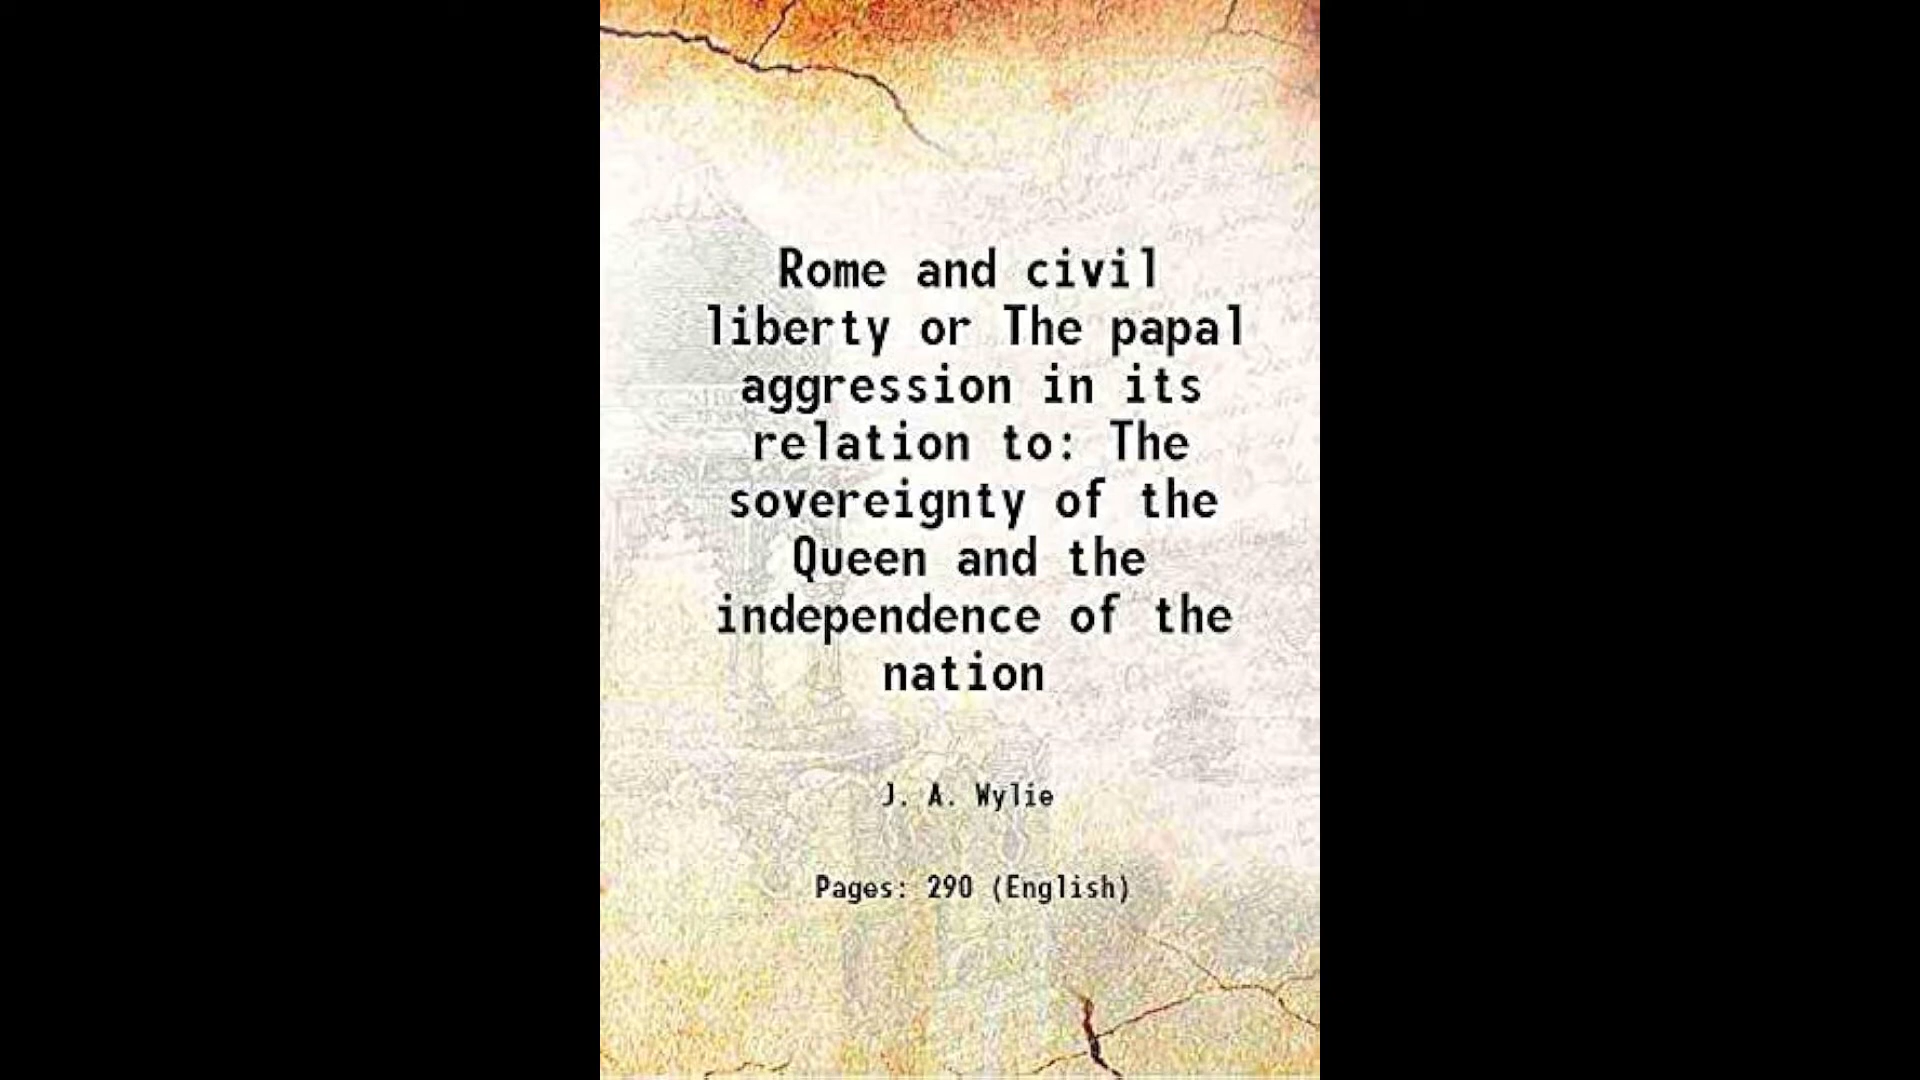 Rome and civil
liberty or The papal
aggression in its
relation to: The
sovereignty of the
Queen and the
independence of the
nation
J. A. Wylie
Pages: 290 (English)